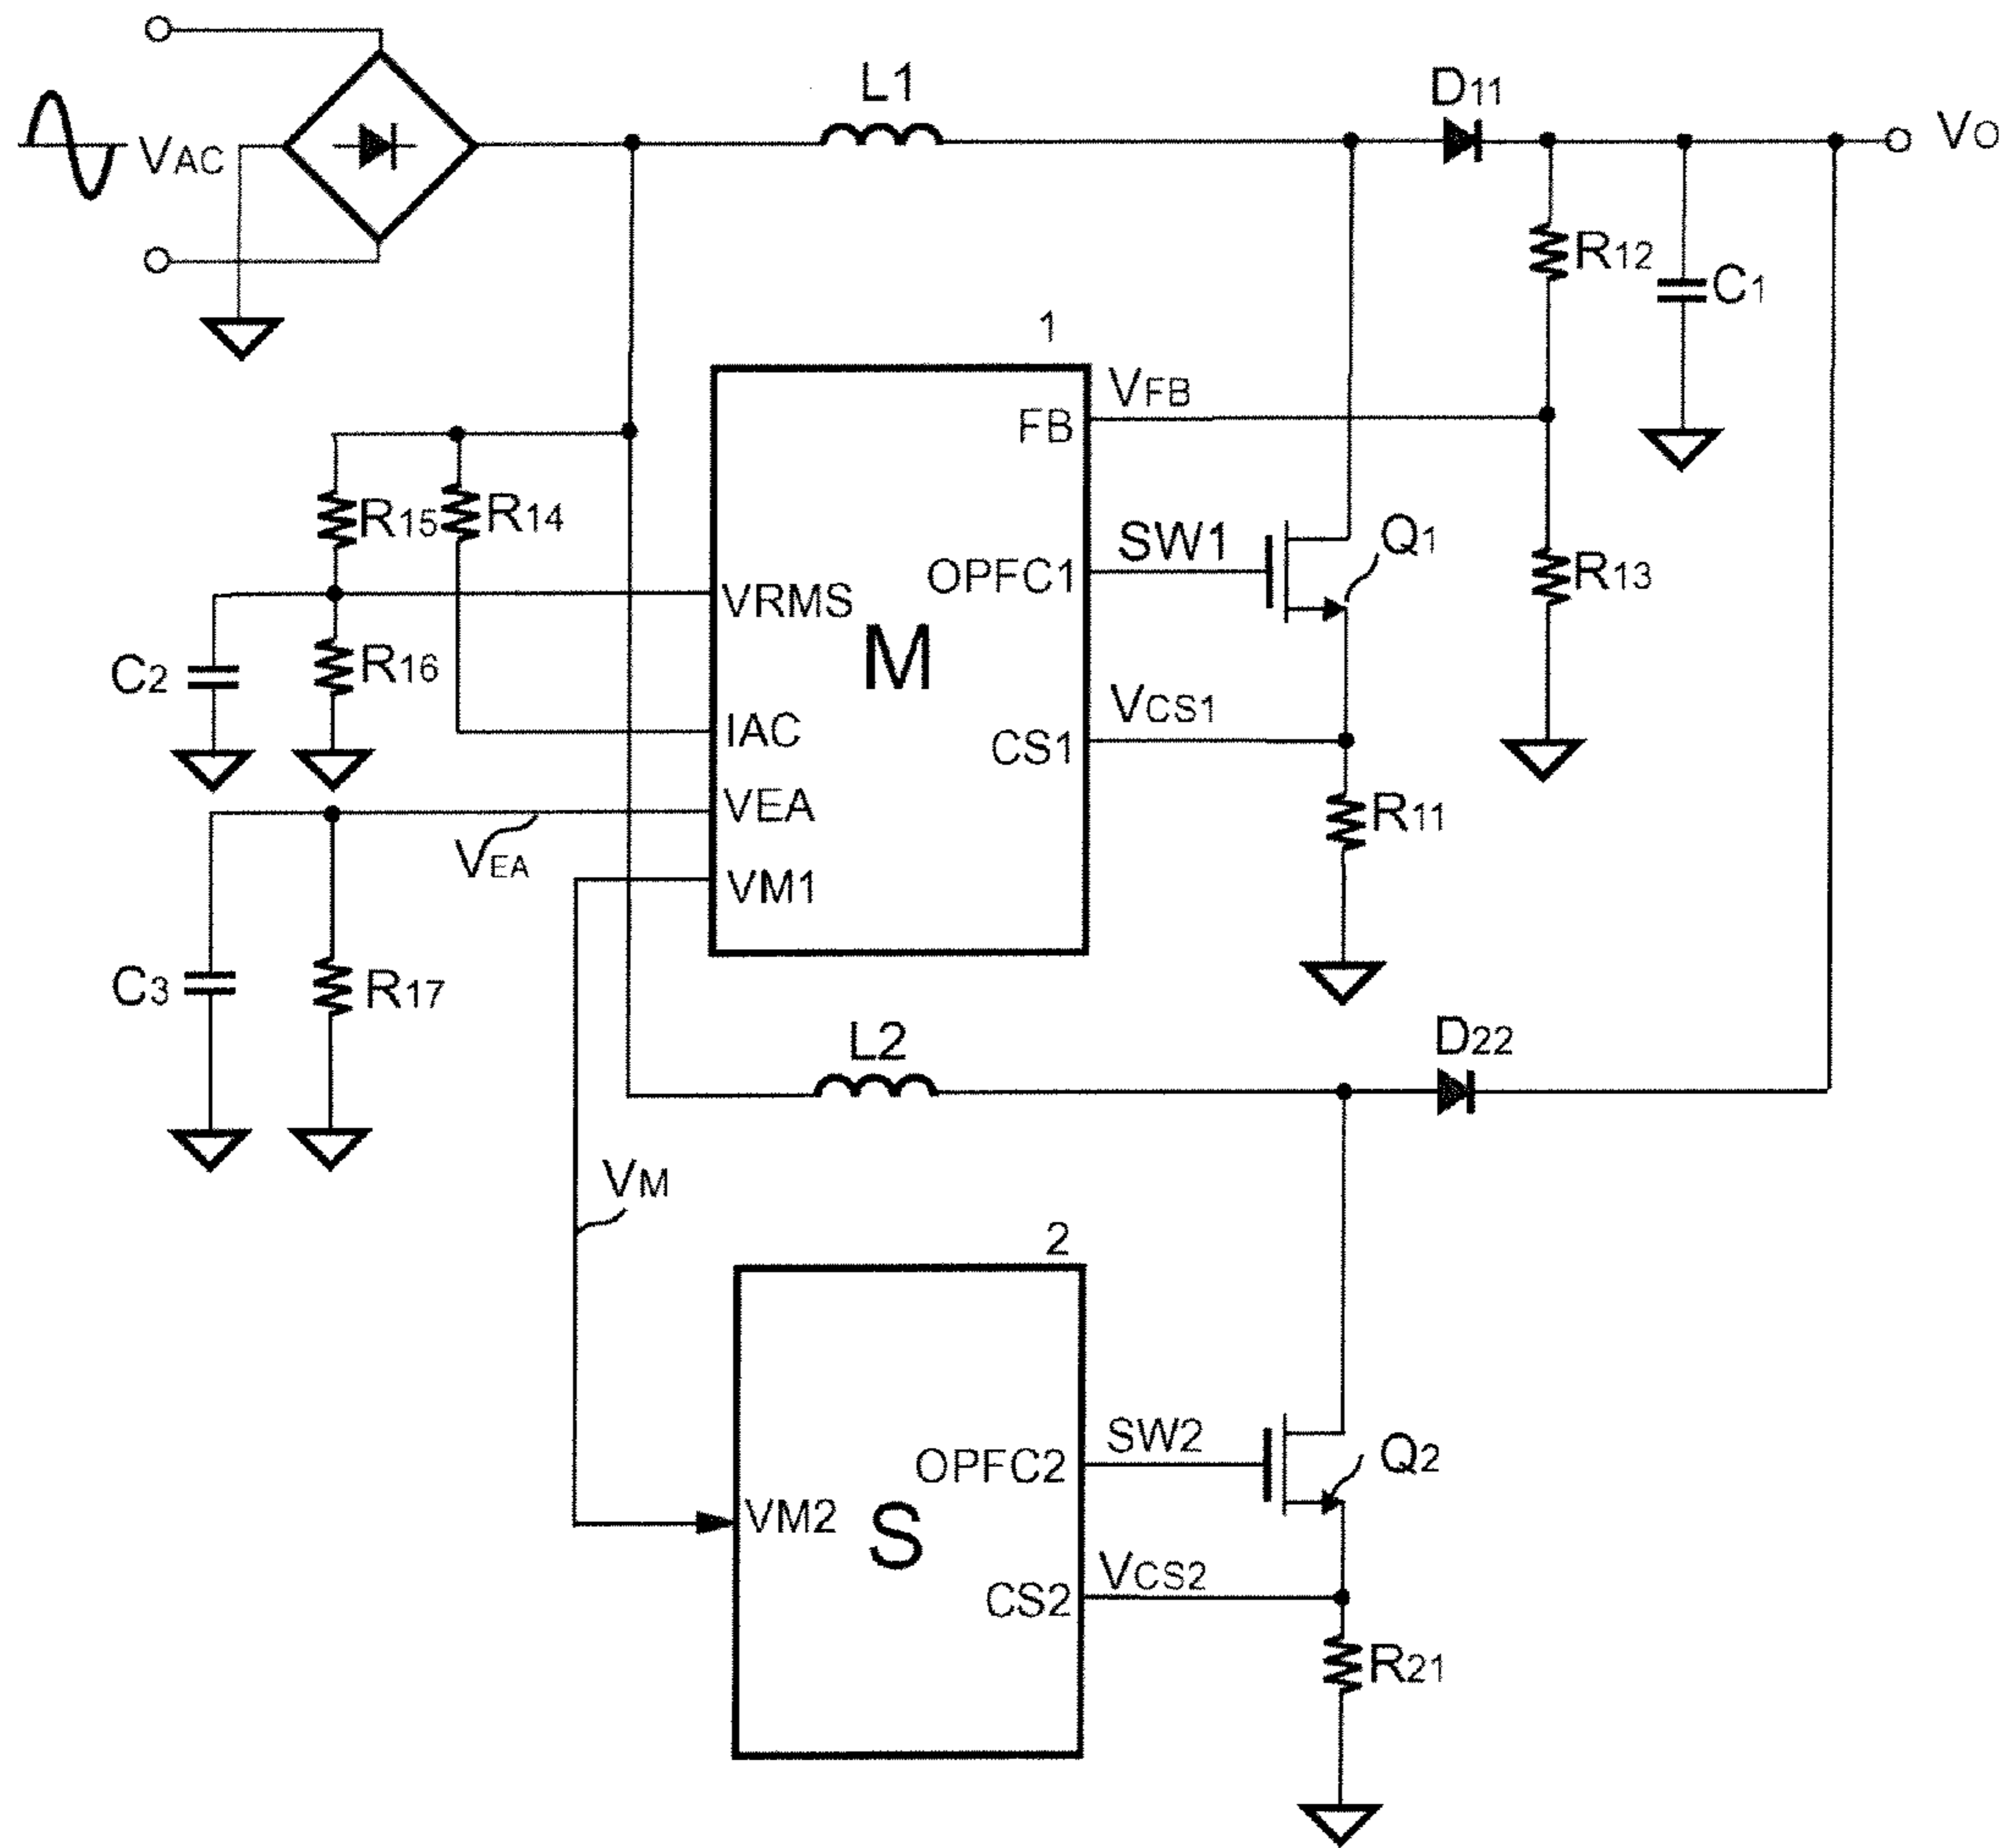 L1
D11
VO
VAC
R12
C1
1
VFB
FB
R15
R14
SW1
Q1
OPFC1
R13
VRMS
M
C2
R16
VCS1
IAC
CS1
VEA
R11
VEA
VM1
C3
R17
L2
D22
VM
2
SW2
Q2
OPFC2
VM2
S
VCS2
CS2
R21